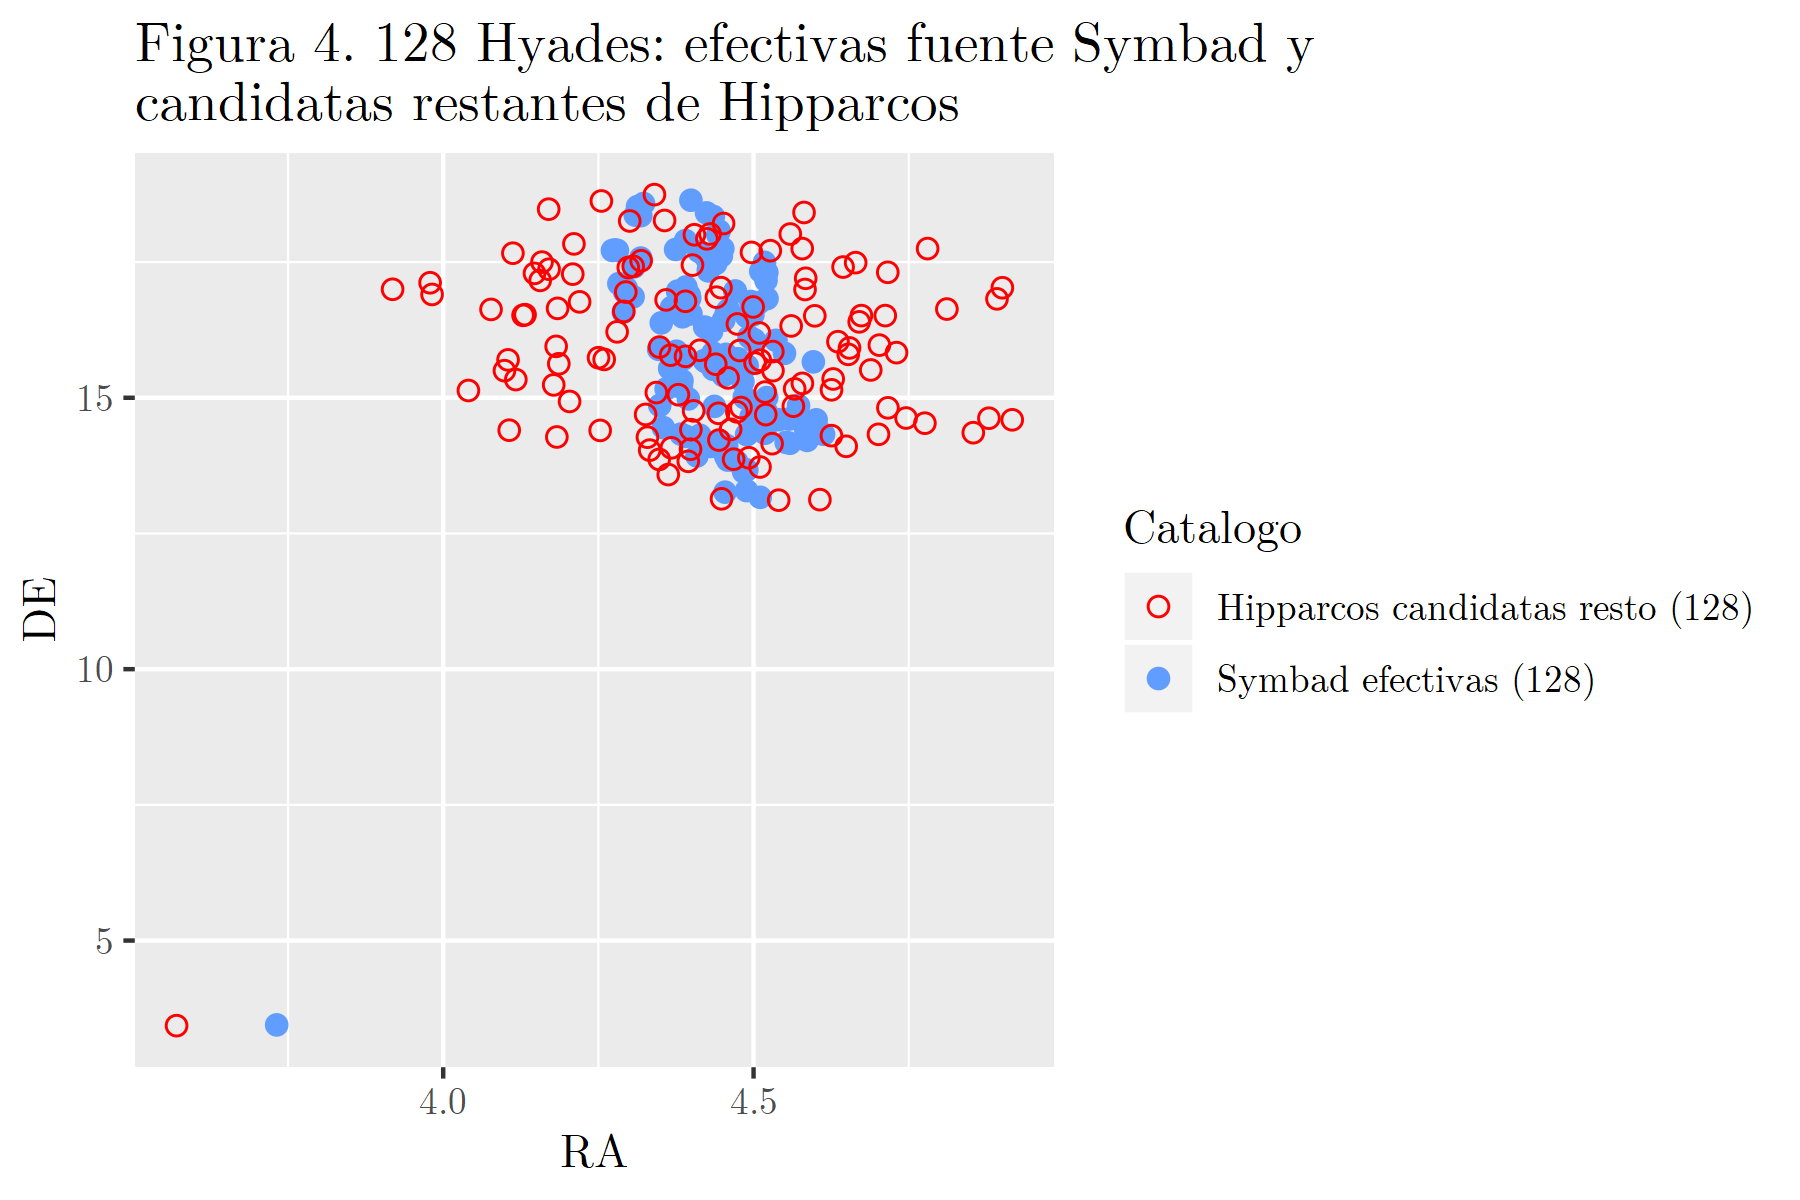 Figura 4. 128 Hyades: efectivas fuente Symbad y
candidatas restantes de Hipparcos
15
10
5
DE
4.0
4.5
RA
Catalogo
Hipparcos candidatas resto (128)
Symbad efectivas (128)